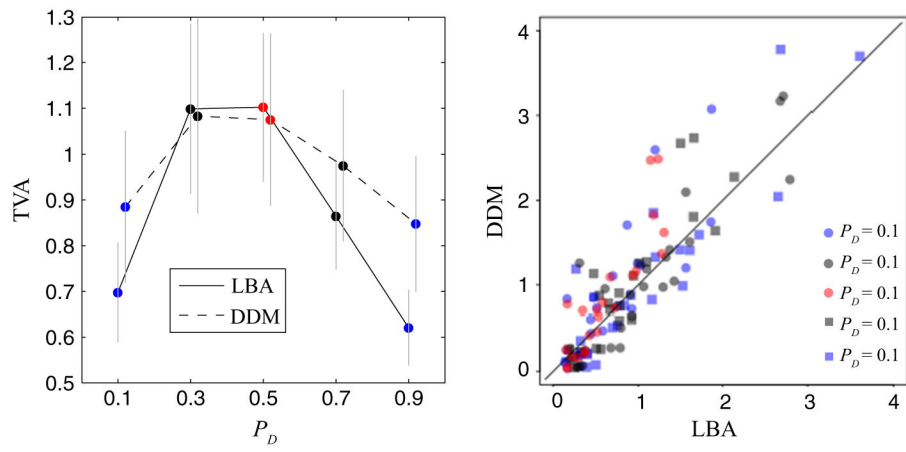 1.3
1.2
1.1
1
0.9
0.8
0.7
0.6
0.5
TVA
LBA
DDM
0.1 0.3 0.5 0.7 0.9
P_D
4
3
2
1
0
DDM
P_D = 0.1
P_D = 0.1
P_D = 0.1
P_D = 0.1
P_D = 0.1
0 1 2 3 4
LBA